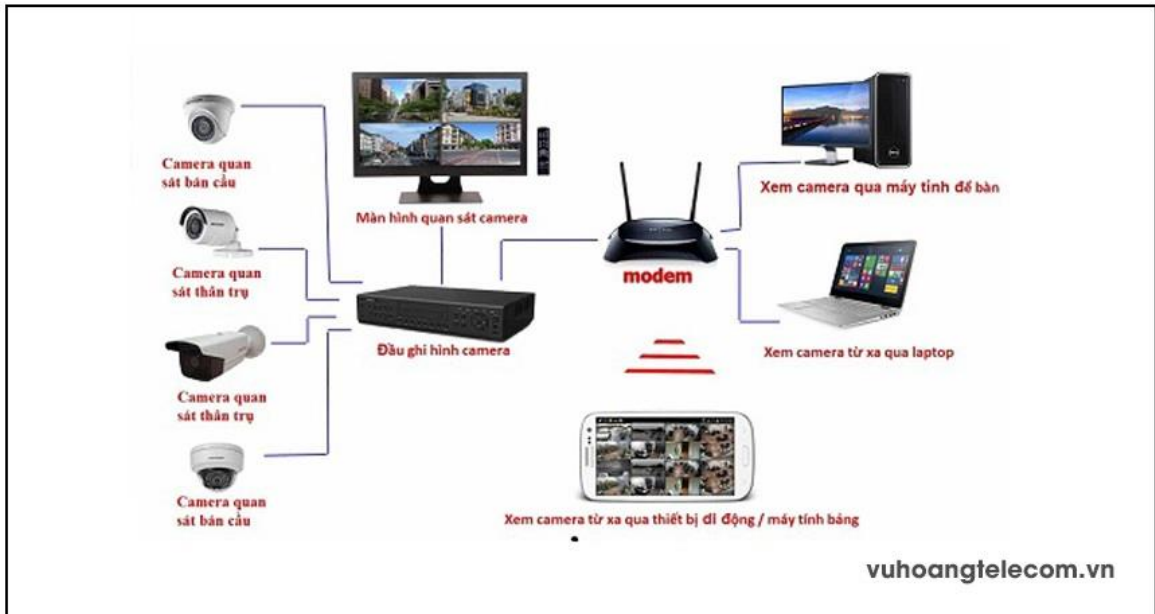 Camera quan
sát bán cầu
Màn hình quan sát camera
Xem camera qua máy tính để bàn
Camera quan
sát thân trụ
modem
Đầu ghi hình camera
Xem camera từ xa qua laptop
Camera quan
sát thân trụ
Camera quan
sát bán cầu
Xem camera từ xa qua thiết bị di động / máy tính bảng
vuhoangtelecom.vn